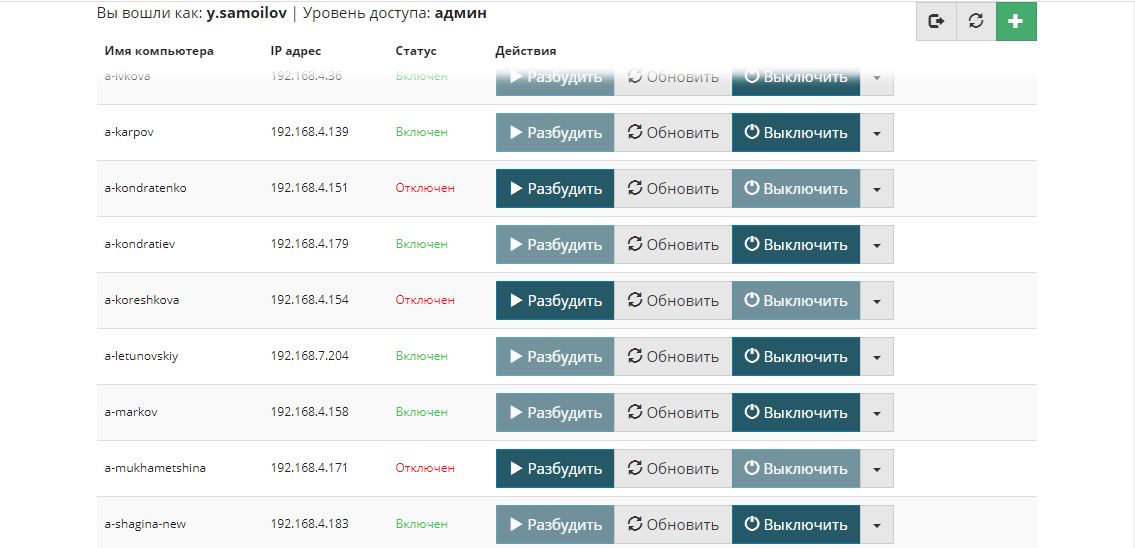 Вы вошли как: y.samoilov | Уровень доступа: админ
Имя компьютера IP адрес Статус Действия
a-ivkova 192.168.4.36 Включен Разбудить Обновить Выключить
a-karpov 192.168.4.139 Включен Разбудить Обновить Выключить
a-kondratenko 192.168.4.151 Отключен Разбудить Обновить Выключить
a-kondratiev 192.168.4.179 Включен Разбудить Обновить Выключить
a-koreshkova 192.168.4.154 Отключен Разбудить Обновить Выключить
a-letunovskiy 192.168.7.204 Включен Разбудить Обновить Выключить
a-markov 192.168.4.158 Включен Разбудить Обновить Выключить
a-mukhametshina 192.168.4.171 Отключен Разбудить Обновить Выключить
a-shagina-new 192.168.4.183 Включен Разбудить Обновить Выключить